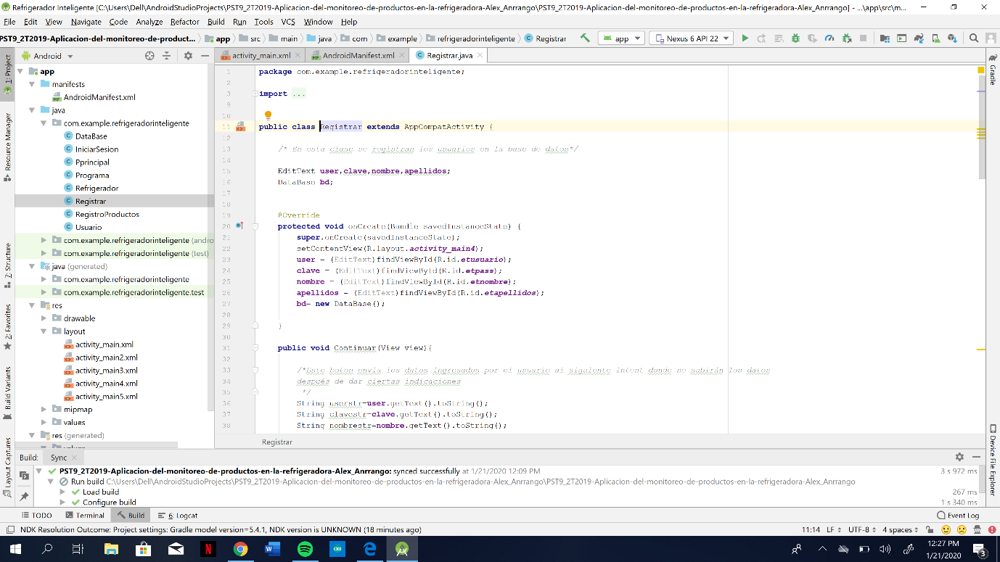 Refrigerador Inteligente [C:\Users\Dell\AndroidStudioProjects\PST9_2T2019-Aplicacion-del-monitoreo-de-productos-en-la-refrigeradora-Alex_Anrrango\PST9_2T2019-Aplicacion-del-monitoreo-de-productos-en-la-refrigeradora-Alex_Anrrango] - ...\app\src\m...
File Edit View Navigate Code Analyze Refactor Build Run Tools VCS Window Help
PST9_2T2019-Aplicacion-del-monitoreo-de-product... app src main java com example refrigeradorinteligente Registrar app Nexus 6 API 22
Android activity_main.xml AndroidManifest.xml Registrar.java
1: Project
Resource Manager
7: Structure
2: Favorites
Build Variants
Layout Captures
app
manifests
AndroidManifest.xml
java
com.example.refrigeradorinteligente
DataBase
IniciarSesion
Pprincipal
Programa
Refrigerador
Registrar
RegistroProductos
Usuario
com.example.refrigeradorinteligente (andro
com.example.refrigeradorinteligente (test)
java (generated)
com.example.refrigeradorinteligente
com.example.refrigeradorinteligente.test
res
drawable
layout
activity_main.xml
activity_main2.xml
activity_main3.xml
activity_main4.xml
activity_main5.xml
mipmap
values
res (generated)
1 package com.example.refrigeradorinteligente;
2
3 import ...
9
10
11 public class Registrar extends AppCompatActivity {
12
13 /* En esta clase se registran los usuarios en la base de datos*/
14
15 EditText user,clave,nombre,apellidos;
16 DataBase bd;
17
18
19 @Override
20 protected void onCreate(Bundle savedInstanceState) {
21 super.onCreate(savedInstanceState);
22 setContentView(R.layout.activity_main4);
23 user = (EditText)findViewById(R.id.etusuario);
24 clave = (EditText)findViewById(R.id.etpass);
25 nombre = (EditText)findViewById(R.id.etnombre);
26 apellidos = (EditText)findViewById(R.id.etapellidos);
27 bd= new DataBase();
28
29 }
30
31 public void Continuar(View view){
32
33 /*Este boton envia los datos ingresados por el usuario al siguiente intent donde se subirán los datos
34 después de dar ciertas indicaciones
35 */
36 String userstr=user.getText().toString();
37 String clavestr=clave.getText().toString();
38 String nombrestr=nombre.getText().toString();
Registrar
Gradle
Device File Explorer
Build: Sync
PST9_2T2019-Aplicacion-del-monitoreo-de-productos-en-la-refrigeradora-Alex_Anrrango: synced successfully at 1/21/2020 12:09 PM 3 s 972 ms
Run build C:\Users\Dell\AndroidStudioProjects\PST9_2T2019-Aplicacion-del-monitoreo-de-productos-en-la-refrigeradora-Alex_Anrrango\PST9_2T2019-Aplicacion-del-monitoreo-de-productos-en-la-refrigeradora-Alex_Anrrango
Load build 267 ms
Configure build 1 s 340 ms
TODO Terminal Build 6: Logcat Event Log
NDK Resolution Outcome: Project settings: Gradle model version=5.4.1, NDK version is UNKNOWN (18 minutes ago) 11:14 LF UTF-8 4 spaces
12:27 PM
1/21/2020
3